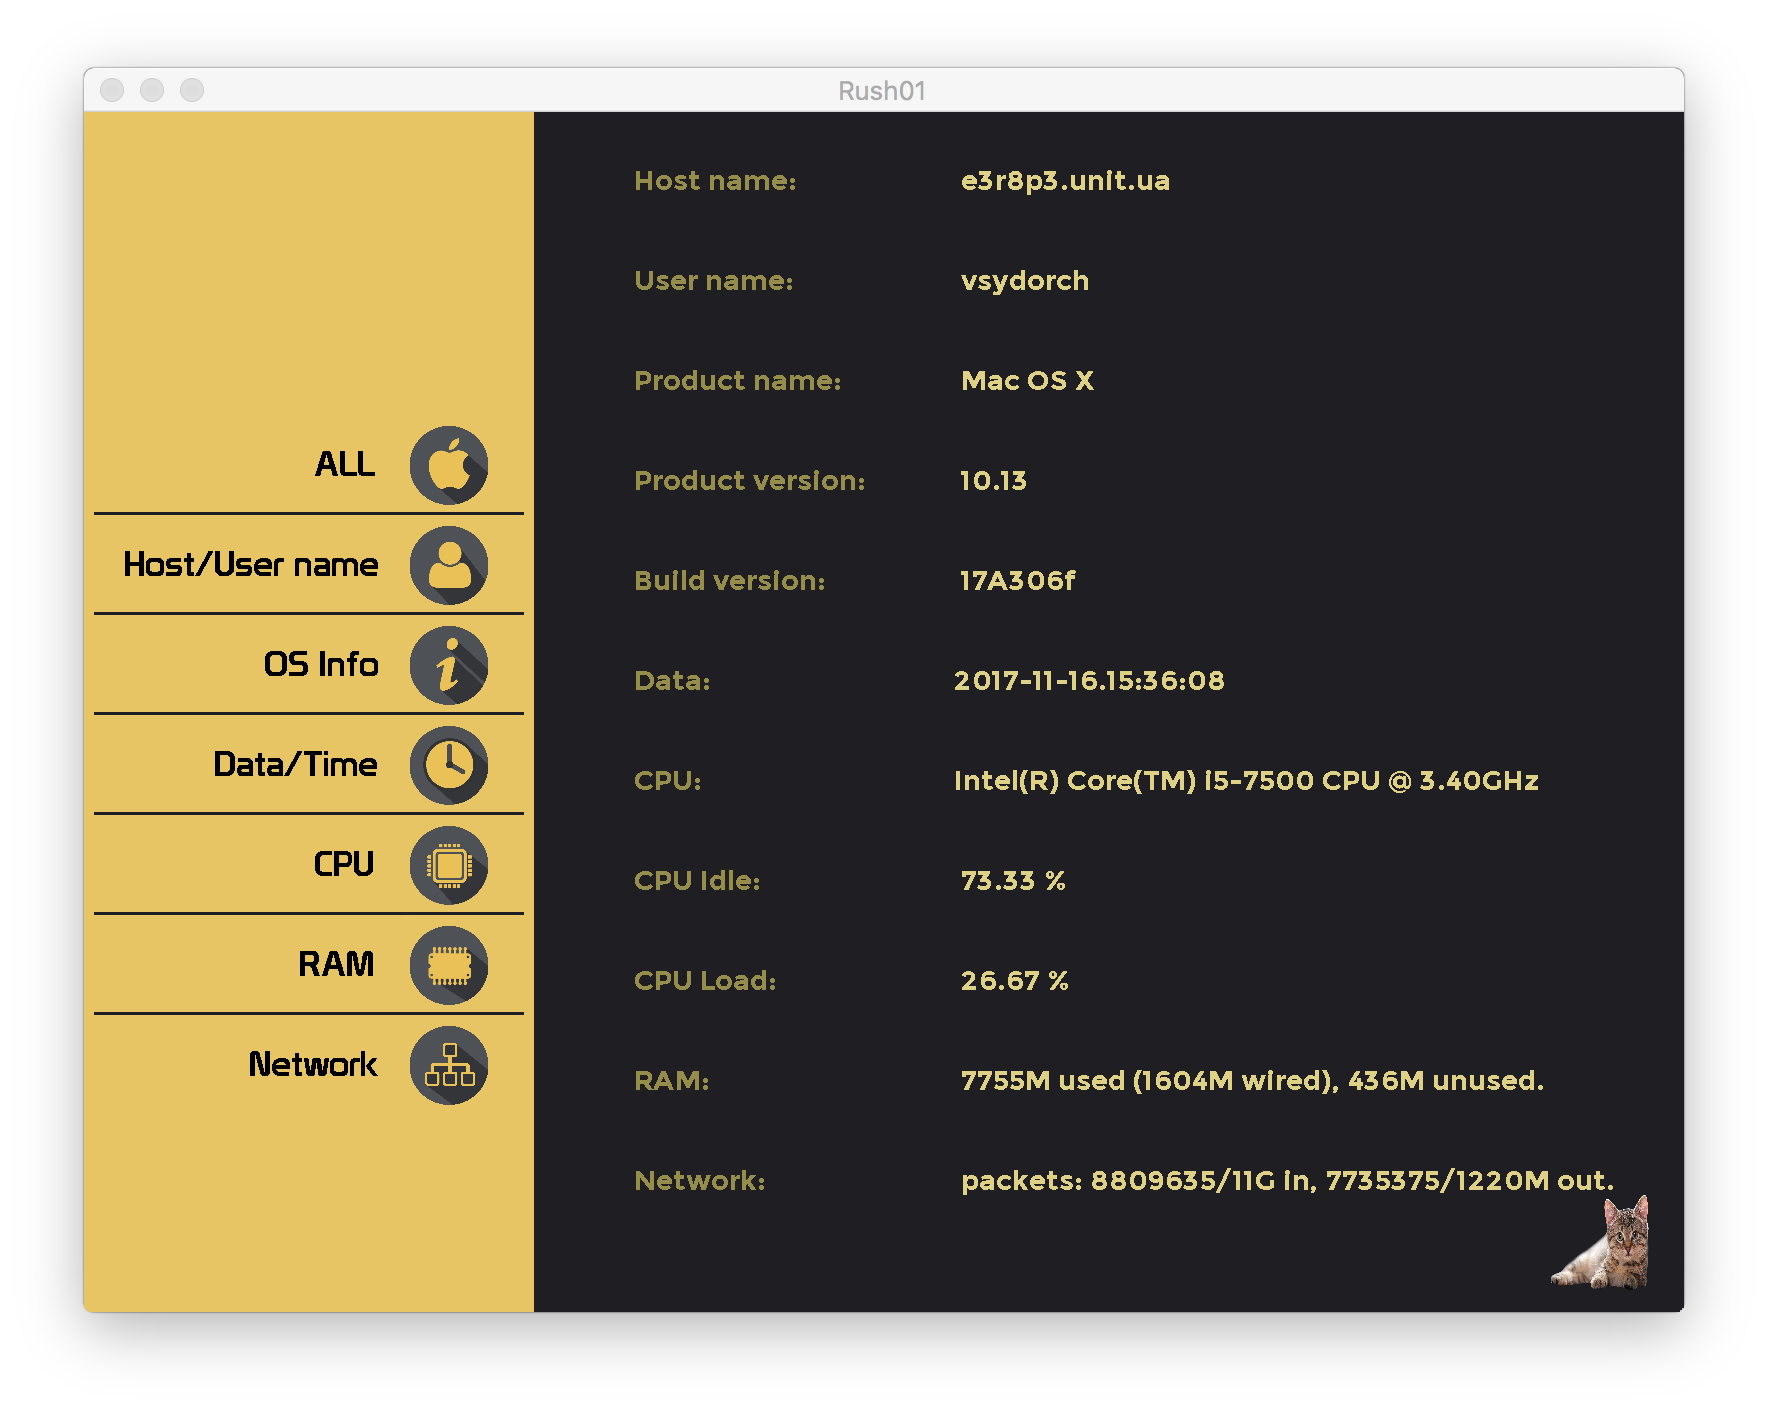 Rush01
ALL
Host/User name
OS Info
Data/Time
CPU
RAM
Network
Host name: e3r8p3.unit.ua
User name: vsydorch
Product name: Mac OS X
Product version: 10.13
Build version: 17A306f
Data: 2017-11-16.15:36:08
CPU: Intel(R) Core(TM) i5-7500 CPU @ 3.40GHz
CPU Idle: 73.33 %
CPU Load: 26.67 %
RAM: 7755M used (1604M wired), 436M unused.
Network: packets: 8809635/11G in, 7735375/1220M out.